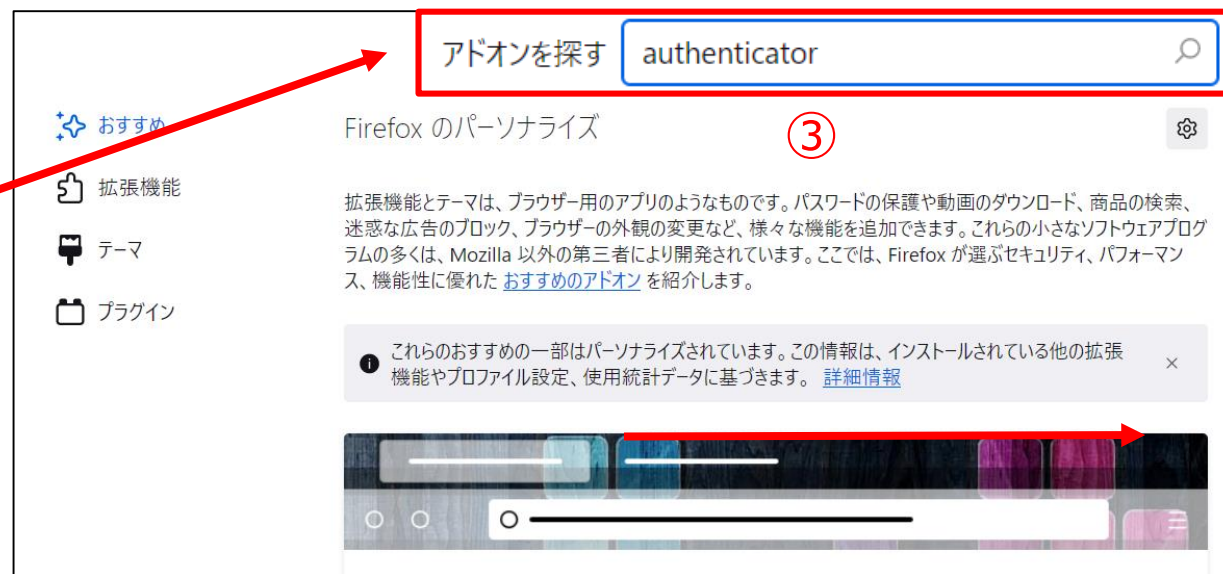 アドオンを探す authenticator
おすすめ
Firefox のパーソナライズ
③
拡張機能
テーマ
プラグイン
拡張機能とテーマは、ブラウザー用のアプリのようなものです。パスワードの保護や動画のダウンロード、商品の検索、
迷惑な広告のブロック、ブラウザーの外観の変更など、様々な機能を追加できます。これらの小さなソフトウェアプログ
ラムの多くは、Mozilla 以外の第三者により開発されています。ここでは、Firefox が選ぶセキュリティ、パフォーマン
ス、機能性に優れた おすすめのアドオン を紹介します。
これらのおすすめの一部はパーソナライズされています。この情報は、インストールされている他の拡張
機能やプロファイル設定、使用統計データに基づきます。 詳細情報